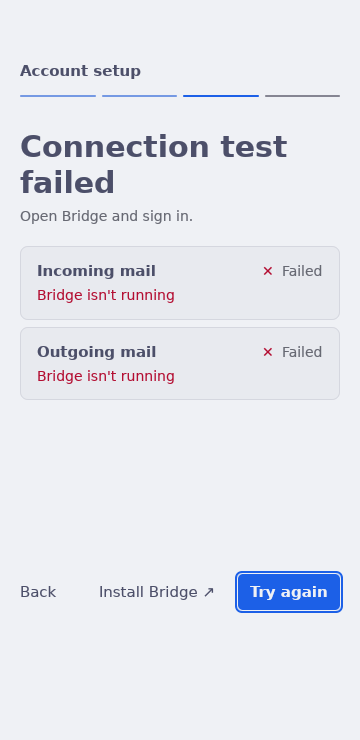 Account setup
Connection test
failed
Open Bridge and sign in.
Incoming mail
✕ Failed
Bridge isn't running
Outgoing mail
✕ Failed
Bridge isn't running
Back
Install Bridge ↗
Try again